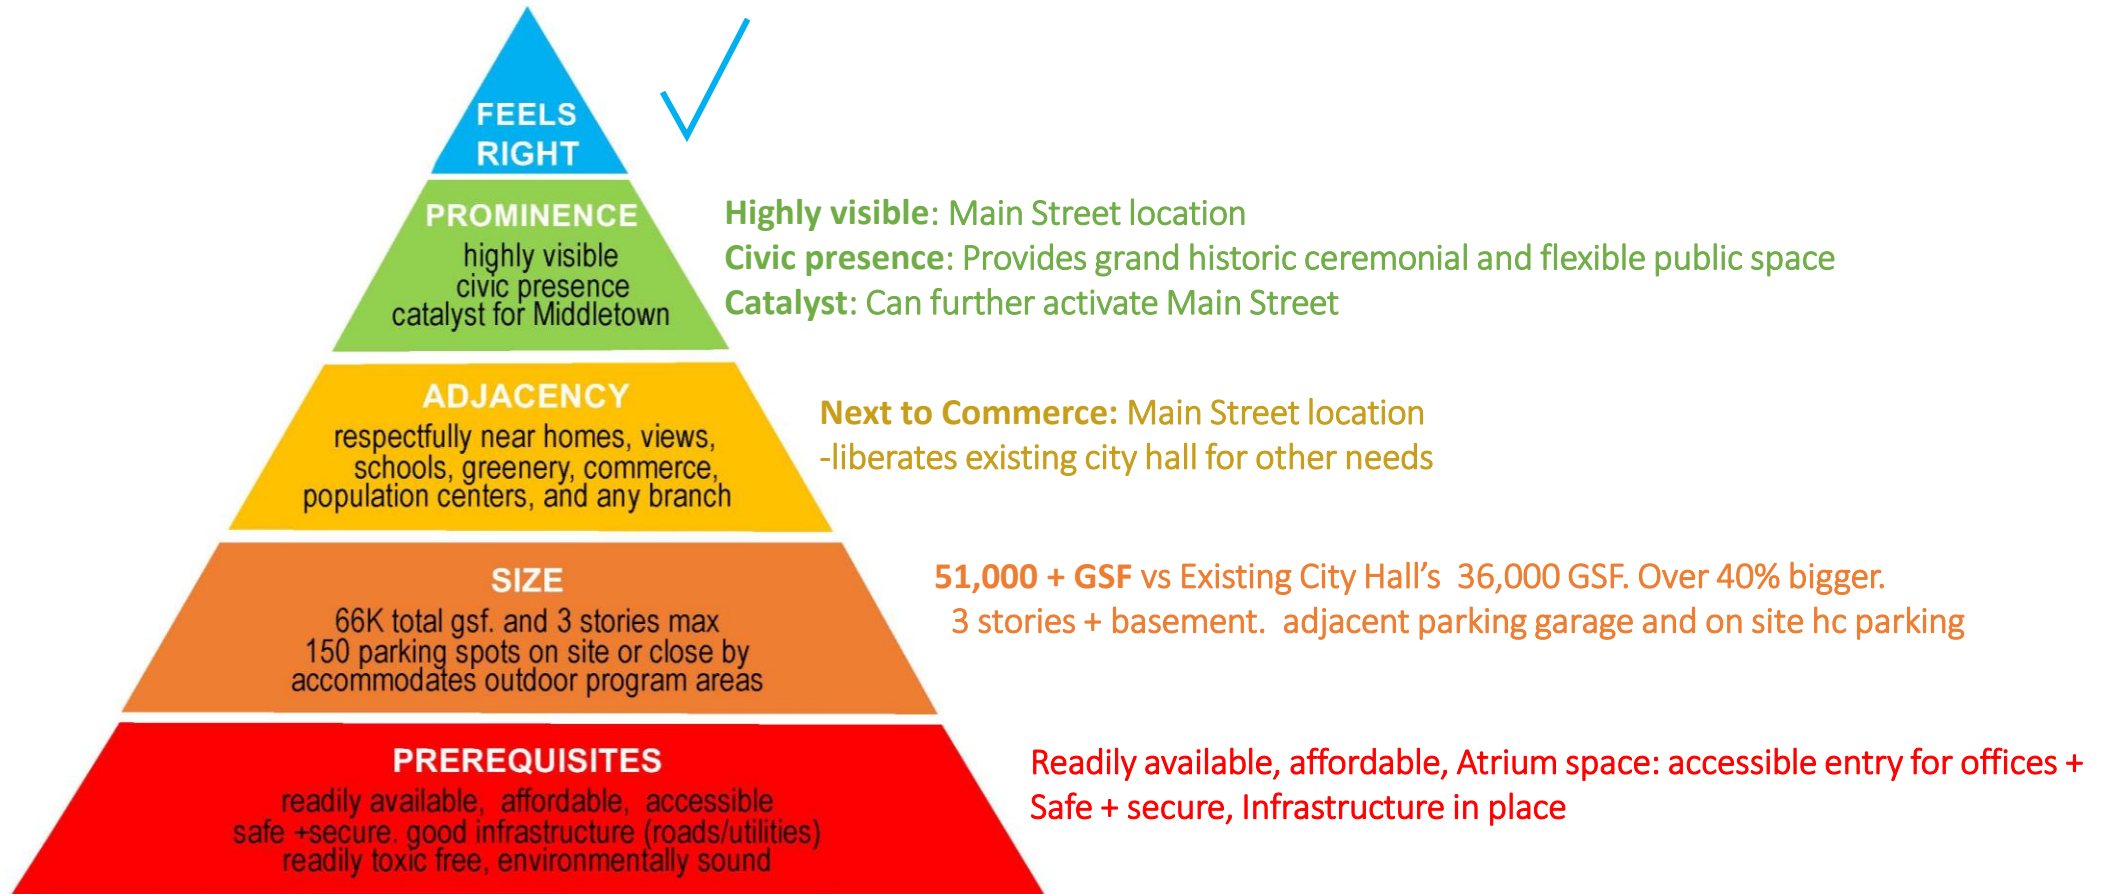 FEELS
RIGHT
PROMINENCE
highly visible
civic presence
catalyst for Middletown
Highly visible: Main Street location
Civic presence: Provides grand historic ceremonial and flexible public space
Catalyst: Can further activate Main Street
ADJACENCY
respectfully near homes, views,
schools, greenery, commerce,
population centers, and any branch
Next to Commerce: Main Street location
-liberates existing city hall for other needs
SIZE
66K total gsf. and 3 stories max
150 parking spots on site or close by
accommodates outdoor program areas
51,000 + GSF vs Existing City Hall’s 36,000 GSF. Over 40% bigger.
3 stories + basement. adjacent parking garage and on site hc parking
PREREQUISITES
readily available, affordable, accessible
safe +secure. good infrastructure (roads/utilities)
readily toxic free, environmentally sound
Readily available, affordable, Atrium space: accessible entry for offices +
Safe + secure, Infrastructure in place